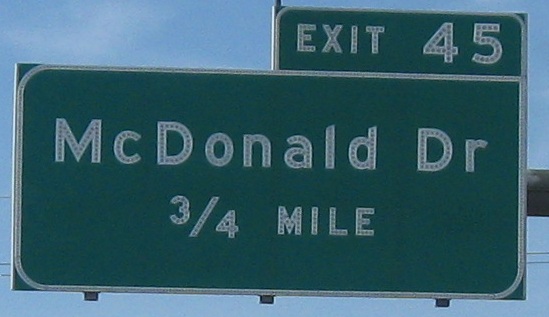 EXIT 45
McDonald Dr
3/4 MILE